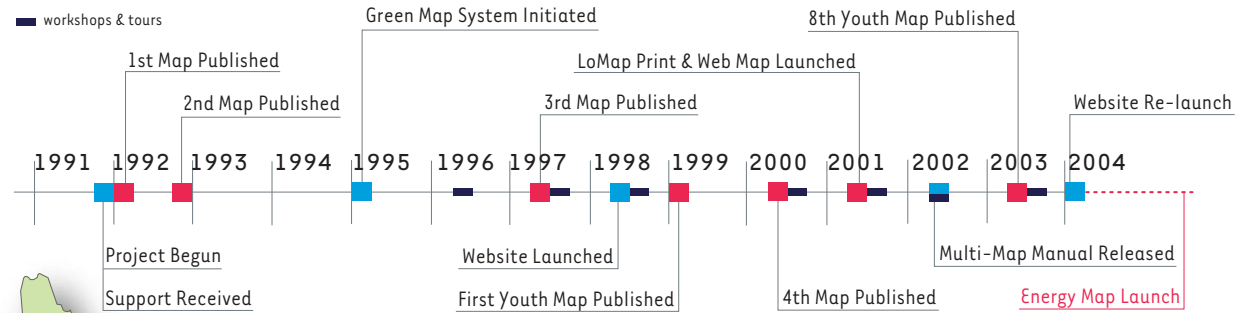 workshops & tours
Green Map System Initiated
8th Youth Map Published
1st Map Published
LoMap Print & Web Map Launched
2nd Map Published
3rd Map Published
Website Re-launch
1991
1992
1993
1994
1995
1996
1997
1998
1999
2000
2001
2002
2003
2004
Project Begun
Website Launched
Multi-Map Manual Released
Support Received
First Youth Map Published
4th Map Published
Energy Map Launch